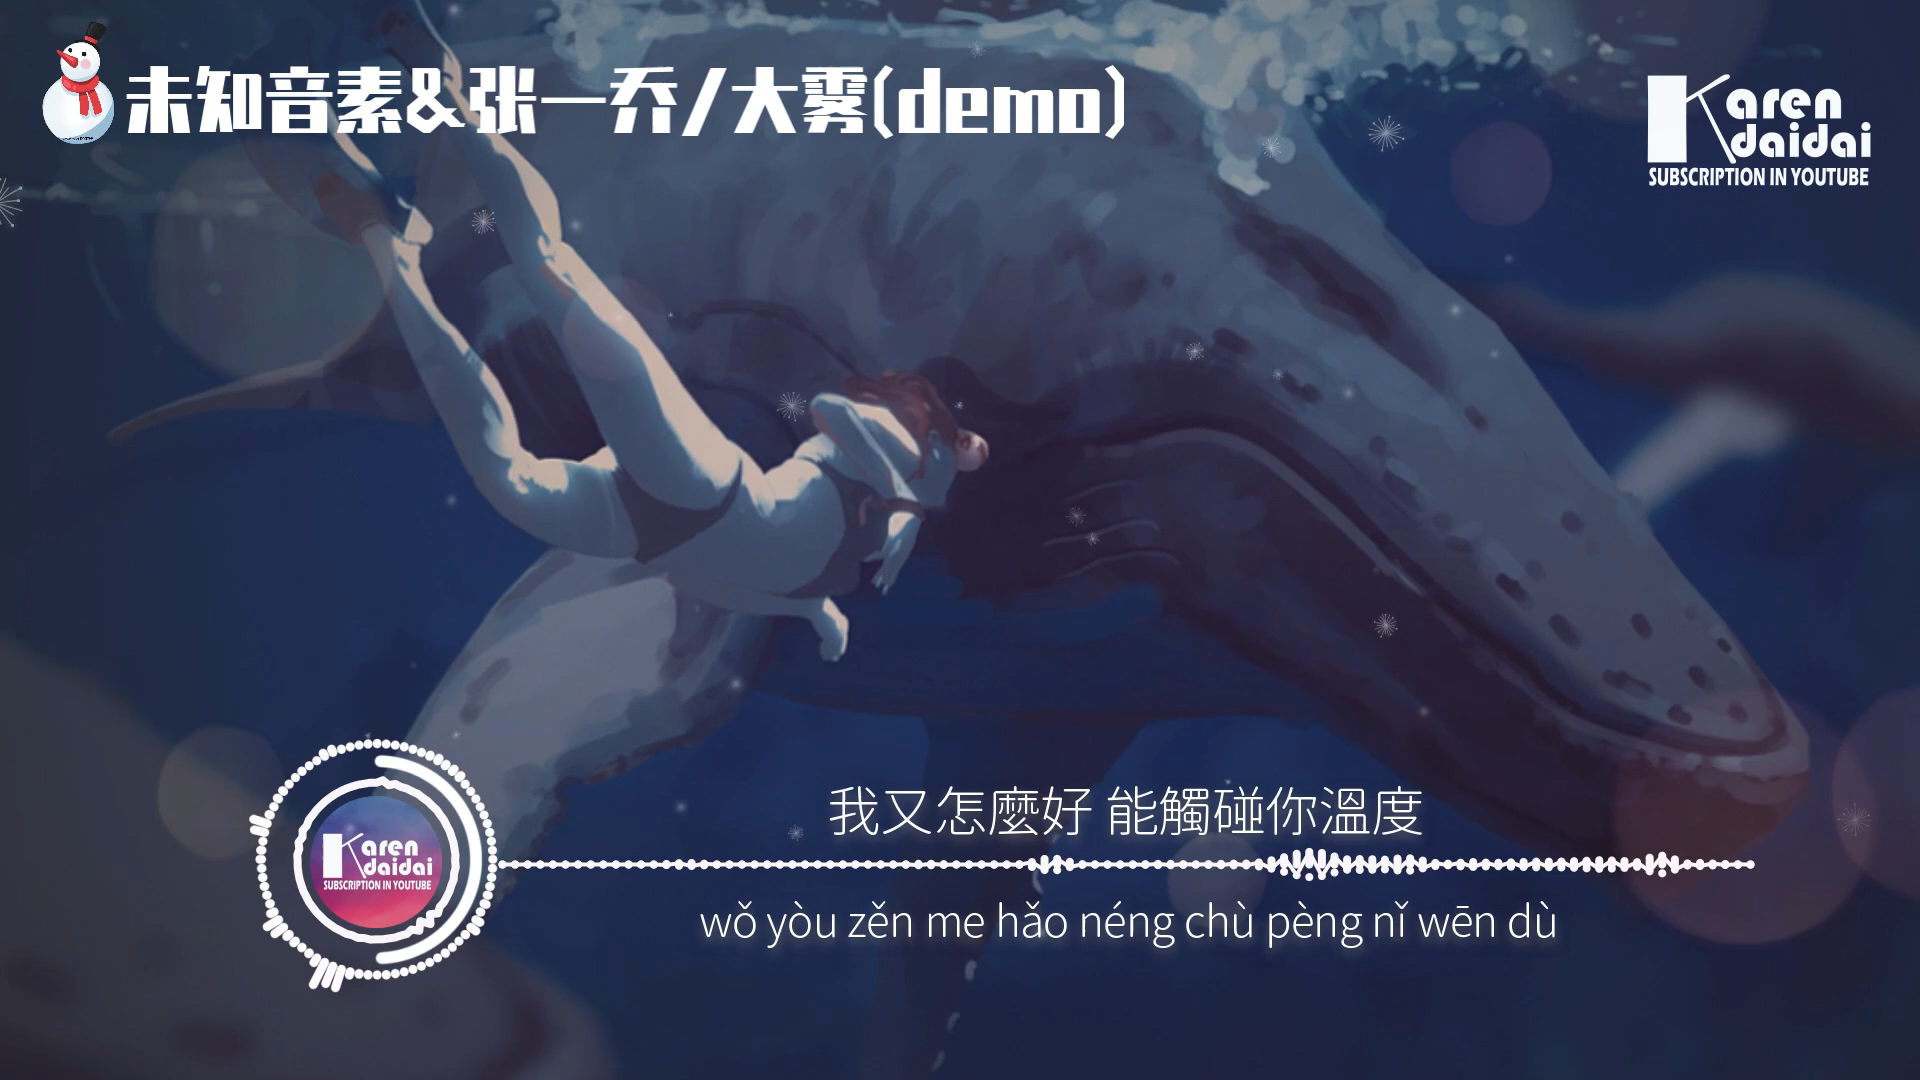 未知音素&张一乔/大雾(demo)
Karen
daidai
SUBSCRIPTION IN YOUTUBE
我又怎麼好 能觸碰你溫度
Karen
daidai
SUBSCRIPTION IN YOUTUBE
wǒ yòu zěn me hǎo néng chù pèng nǐ wēn dù